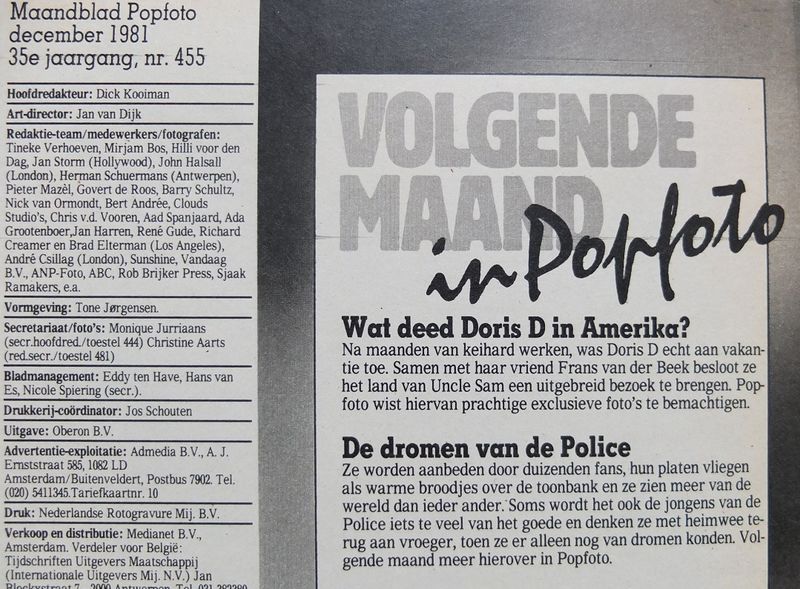 Maandblad Popfoto
december 1981
35e jaargang, nr. 455
Hoofdredakteur: Dick Kooiman
Art-director: Jan van Dijk
Redaktie-team/medewerkers/fotografen:
Tineke Verhoeven, Mirjam Bos, Hilli voor den
Dag, Jan Storm (Hollywood), John Halsall
(London), Herman Schuermans (Antwerpen),
Pieter Mazèl, Govert de Roos, Barry Schultz,
Nick van Ormondt, Bert Andrée, Clouds
Studio's, Chris v.d. Vooren, Aad Spanjaard, Ada
Grootenboer,Jan Harren, René Gude, Richard
Creamer en Brad Elterman (Los Angeles),
André Csillag (London), Sunshine, Vandaag
B.V., ANP-Foto, ABC, Rob Brijker Press, Sjaak
Ramakers, e.a.
Vormgeving: Tone Jørgensen.
Secretariaat/foto's: Monique Jurriaans
(secr.hoofdred./toestel 444) Christine Aarts
(red.secr./toestel 481)
Bladmanagement: Eddy ten Have, Hans van
Es, Nicole Spiering (secr.).
Drukkerij-coördinator: Jos Schouten
Uitgave: Oberon B.V.
Advertentie-exploitatie: Admedia B.V., A. J.
Ernststraat 585, 1082 LD
Amsterdam/Buitenveldert, Postbus 7902. Tel.
(020) 5411345.Tariefkaartnr. 10
Druk: Nederlandse Rotogravure Mij. B.V.
Verkoop en distributie: Medianet B.V.,
Amsterdam. Verdeler voor België:
Tijdschriften Uitgevers Maatschappij
(Internationale Uitgevers Mij. N.V.) Jan
VOLGENDE
MAAND
in Popfoto
Wat deed Doris D in Amerika?
Na maanden van keihard werken, was Doris D echt aan vakan-
tie toe. Samen met haar vriend Frans van der Beek besloot ze
het land van Uncle Sam een uitgebreid bezoek te brengen. Pop-
foto wist hiervan prachtige exclusieve foto's te bemachtigen.
De dromen van de Police
Ze worden aanbeden door duizenden fans, hun platen vliegen
als warme broodjes over de toonbank en ze zien meer van de
wereld dan ieder ander. Soms wordt het ook de jongens van de
Police iets te veel van het goede en denken ze met heimwee te-
rug aan vroeger, toen ze er alleen nog van dromen konden. Vol-
gende maand meer hierover in Popfoto.